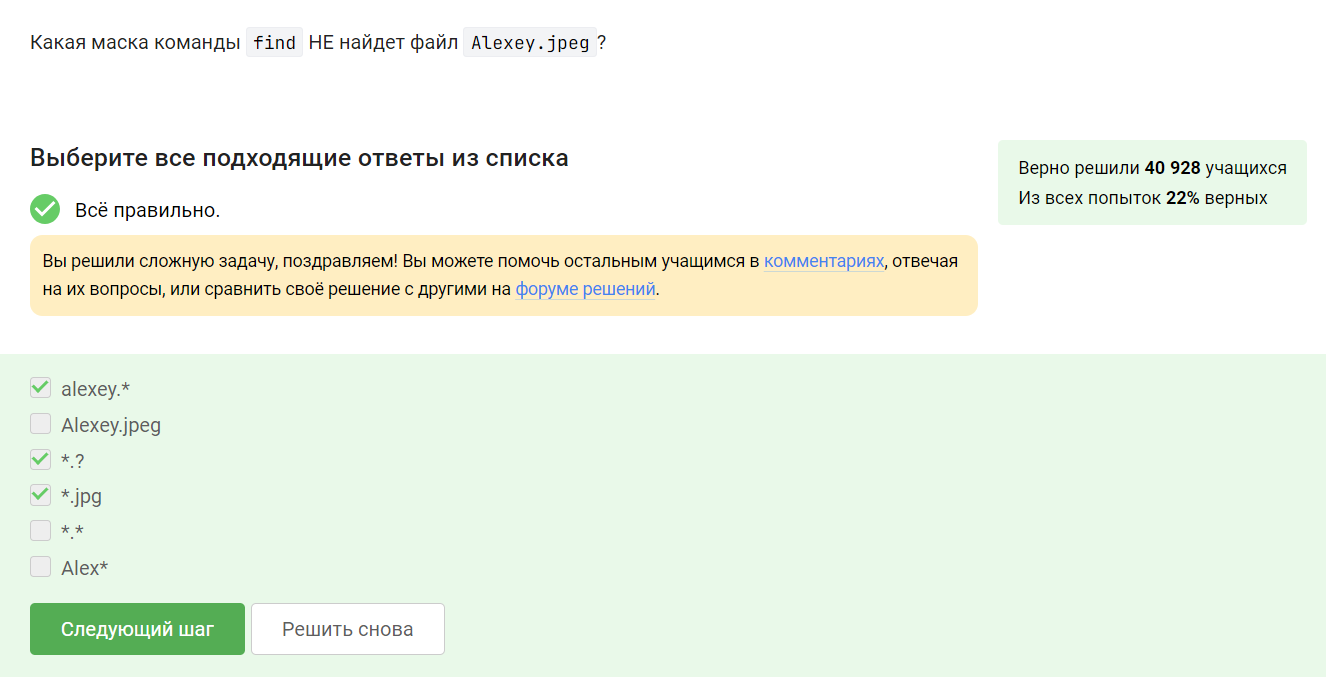 Какая маска команды find НЕ найдет файл Alexey.jpeg?
Выберите все подходящие ответы из списка
Верно решили 40 928 учащихся
Из всех попыток 22% верных
Всё правильно.
Вы решили сложную задачу, поздравляем! Вы можете помочь остальным учащимся в комментариях, отвечая
на их вопросы, или сравнить своё решение с другими на форуме решений.
alexey.*
Alexey.jpeg
*.?
*.jpg
*.*
Alex*
Следующий шаг
Решить снова